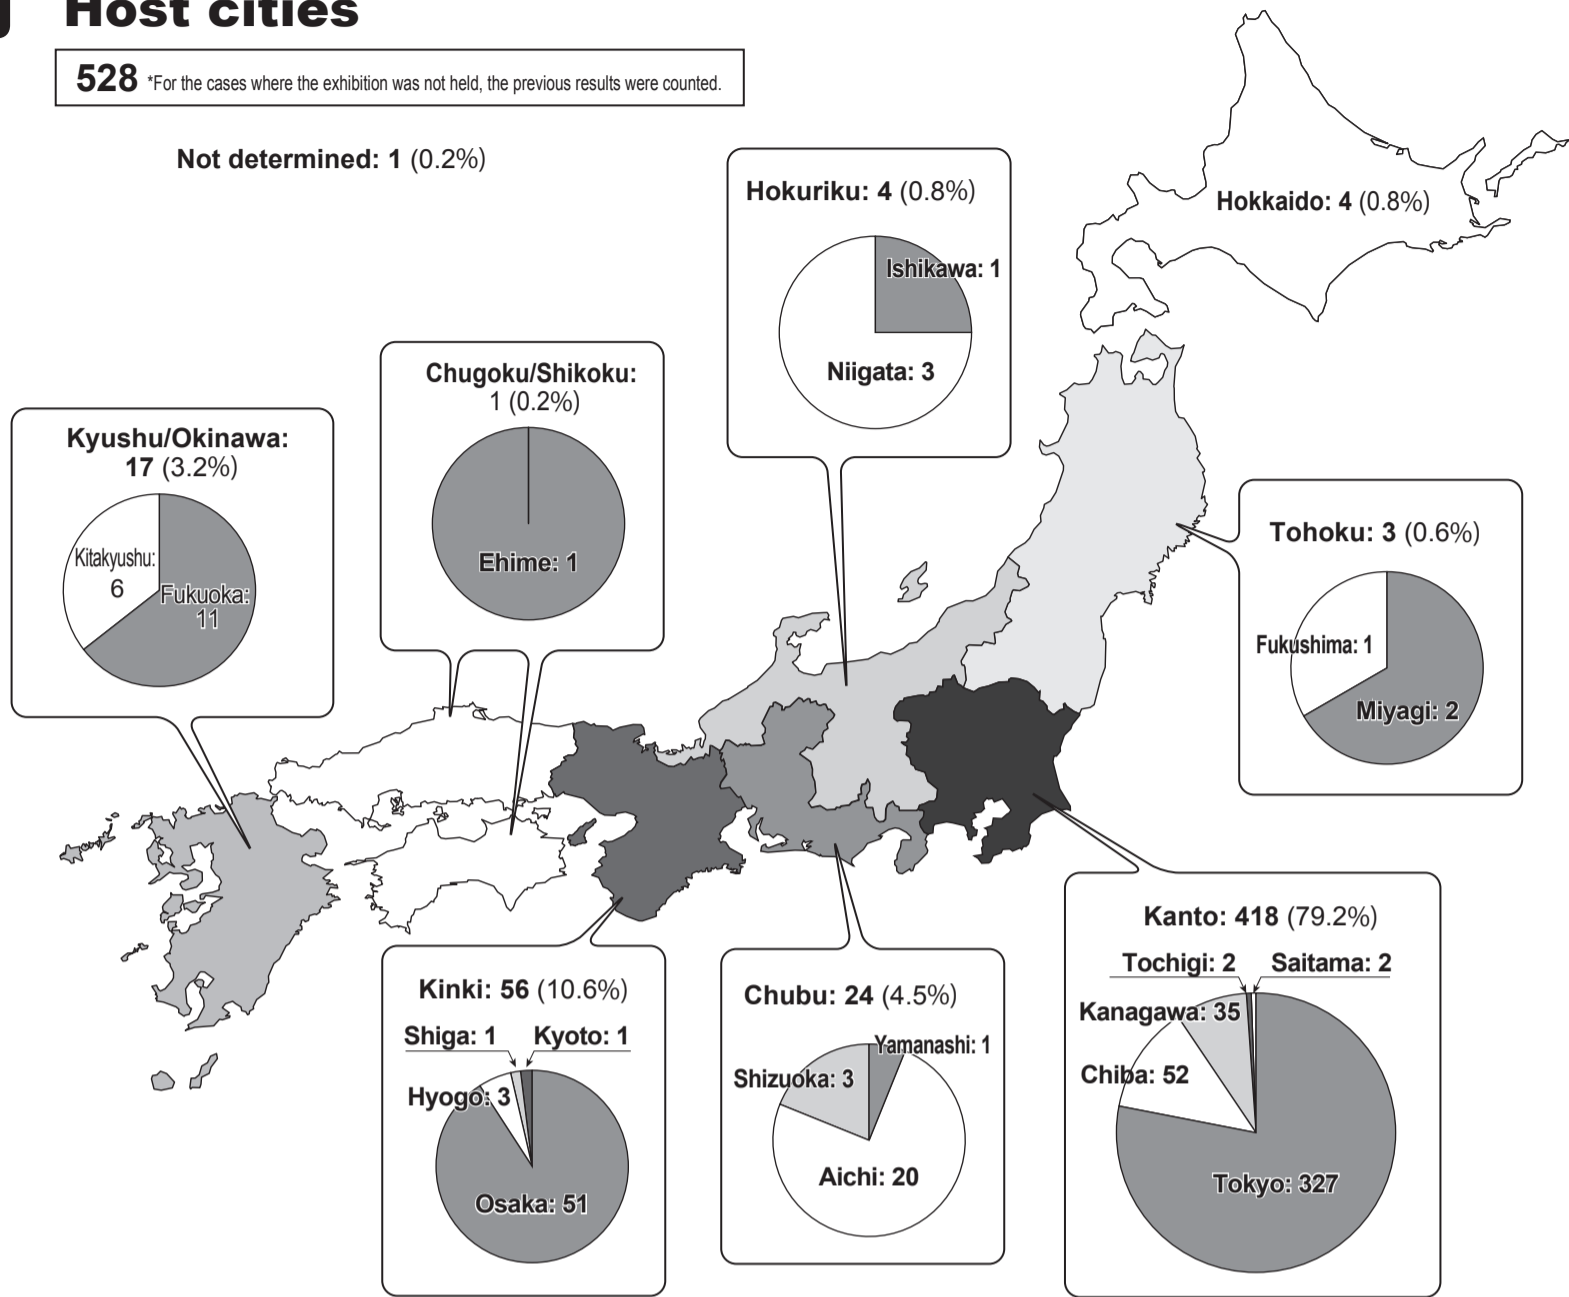 Host cities
528 *For the cases where the exhibition was not held, the previous results were counted.
Not determined: 1 (0.2%)
Hokuriku: 4 (0.8%)
Ishikawa: 1
Niigata: 3
Hokkaido: 4 (0.8%)
Chugoku/Shikoku:
1 (0.2%)
Ehime: 1
Kyushu/Okinawa:
17 (3.2%)
Kitakyushu:
6
Fukuoka:
11
Tohoku: 3 (0.6%)
Fukushima: 1
Miyagi: 2
Kinki: 56 (10.6%)
Shiga: 1
Kyoto: 1
Hyogo: 3
Osaka: 51
Chubu: 24 (4.5%)
Yamanashi: 1
Shizuoka: 3
Aichi: 20
Kanto: 418 (79.2%)
Tochigi: 2
Saitama: 2
Kanagawa: 35
Chiba: 52
Tokyo: 327